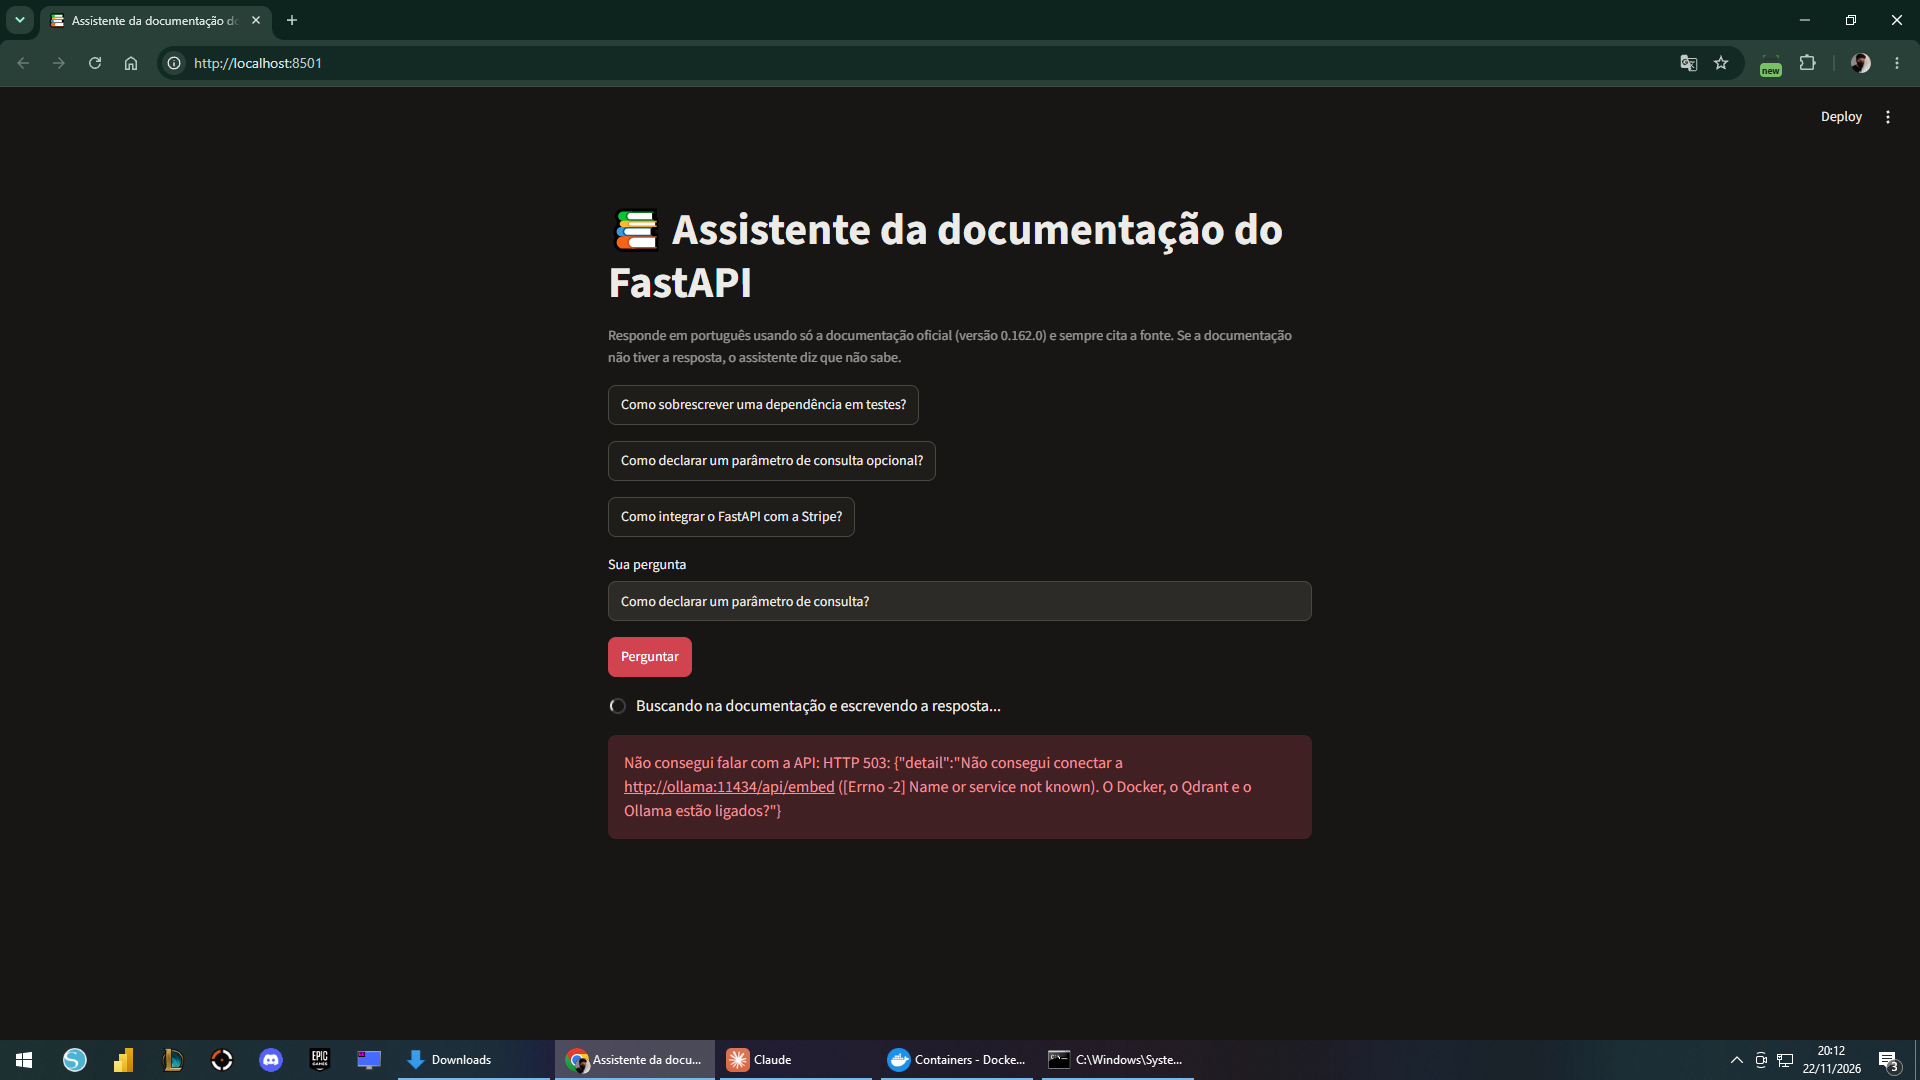 Assistente da documentação do
http://localhost:8501
new
Deploy
Assistente da documentação do
FastAPI
Responde em português usando só a documentação oficial (versão 0.162.0) e sempre cita a fonte. Se a documentação
não tiver a resposta, o assistente diz que não sabe.
Como sobrescrever uma dependência em testes?
Como declarar um parâmetro de consulta opcional?
Como integrar o FastAPI com a Stripe?
Sua pergunta
Como declarar um parâmetro de consulta?
Perguntar
Buscando na documentação e escrevendo a resposta...
Não consegui falar com a API: HTTP 503: {"detail":"Não consegui conectar a
http://ollama:11434/api/embed ([Errno -2] Name or service not known). O Docker, o Qdrant e o
Ollama estão ligados?"}
EPIC
GAMES
Downloads
Assistente da docu...
Claude
Containers - Docke...
C:\Windows\Syste...
20:12
22/11/2026
3